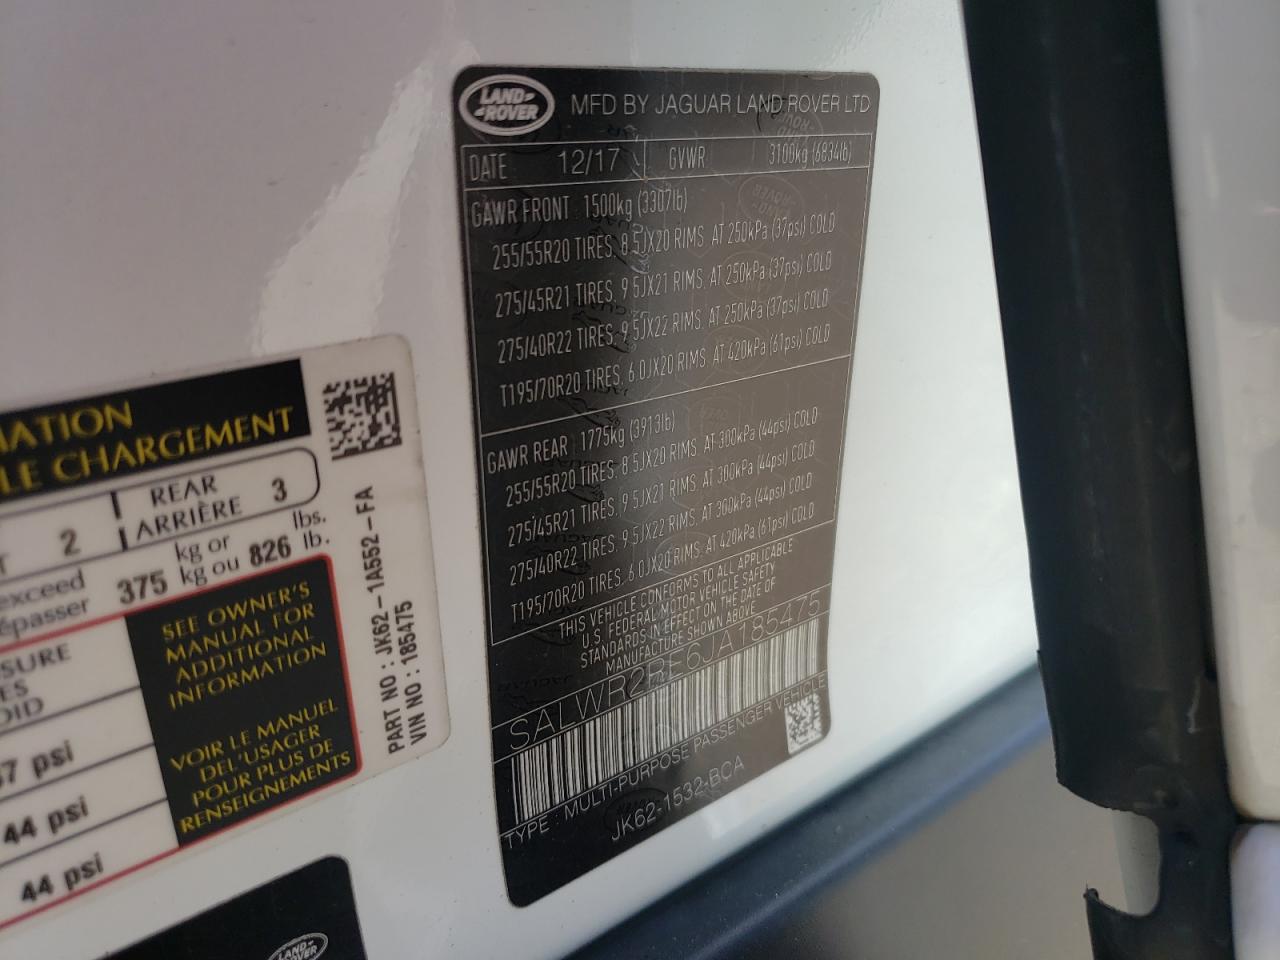 LAND-
-ROVER
MFD BY JAGUAR LAND ROVER LTD
DATE 12/17 GVWR 3100kg (6834lb)
GAWR FRONT 1500kg (3307lb)
255/55R20 TIRES, 8.5JX20 RIMS. AT 250kPa (37psi) COLD
275/45R21 TIRES, 9.5JX21 RIMS. AT 250kPa (37psi) COLD
275/40R22 TIRES, 9.5JX22 RIMS. AT 250kPa (37psi) COLD
T195/70R20 TIRES, 6.0JX20 RIMS. AT 420kPa (61psi) COLD
GAWR REAR 1775kg (3913lb)
255/55R20 TIRES, 8.5JX20 RIMS. AT 300kPa (44psi) COLD
275/45R21 TIRES, 9.5JX21 RIMS. AT 300kPa (44psi) COLD
275/40R22 TIRES, 9.5JX22 RIMS. AT 300kPa (44psi) COLD
T195/70R20 TIRES, 6.0JX20 RIMS. AT 420kPa (61psi) COLD
THIS VEHICLE CONFORMS TO ALL APPLICABLE
U.S. FEDERAL MOTOR VEHICLE SAFETY
STANDARDS IN EFFECT ON THE DATE OF
MANUFACTURE SHOWN ABOVE
SALWR2RE6JA185475
TYPE : MULTI-PURPOSE PASSENGER VEHICLE
JK62-1532-BCA
MATION
LE CHARGEMENT
2 REAR
ARRIÈRE 3
exceed 375 kg or 826 lbs.
épasser kg ou lb.
SURE
ES
OID
37 psi
44 psi
44 psi
SEE OWNER'S
MANUAL FOR
ADDITIONAL
INFORMATION
VOIR LE MANUEL
DEL'USAGER
POUR PLUS DE
RENSEIGNEMENTS
PART NO : JK62-1A552-FA
VIN NO : 185475
LAND-
-ROVER